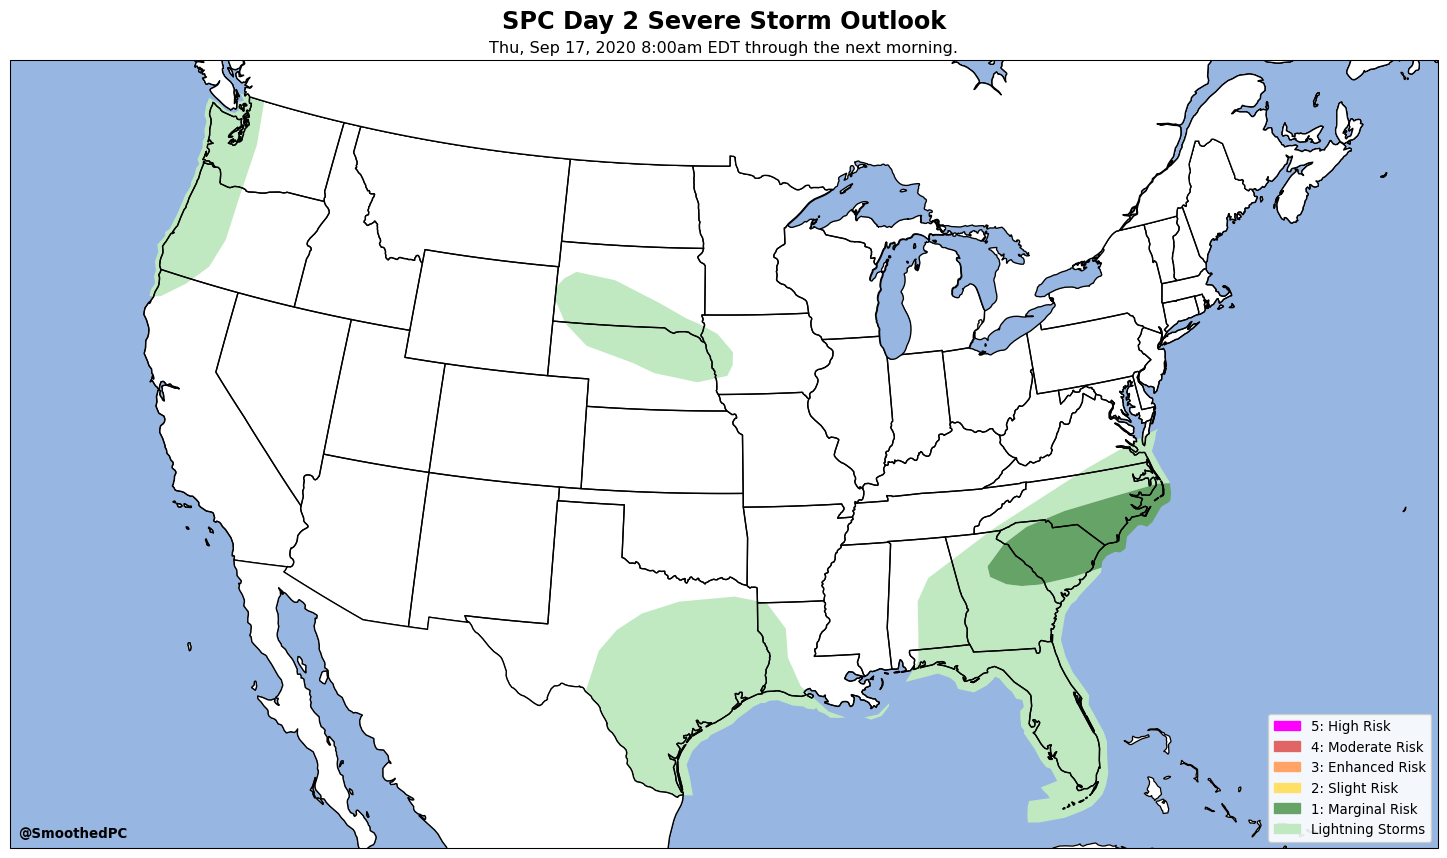 SPC Day 2 Severe Storm Outlook
Thu, Sep 17, 2020 8:00am EDT through the next morning.
5: High Risk
4: Moderate Risk
3: Enhanced Risk
2: Slight Risk
1: Marginal Risk
Lightning Storms
@SmoothedPC